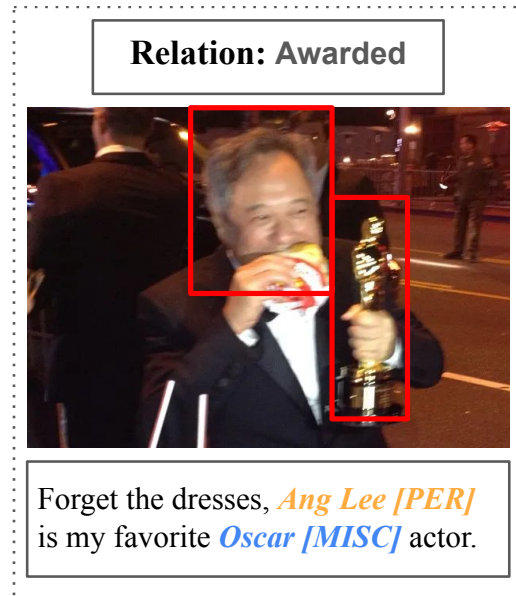 Relation: Awarded
Forget the dresses, Ang Lee [PER]
is my favorite Oscar [MISC] actor.